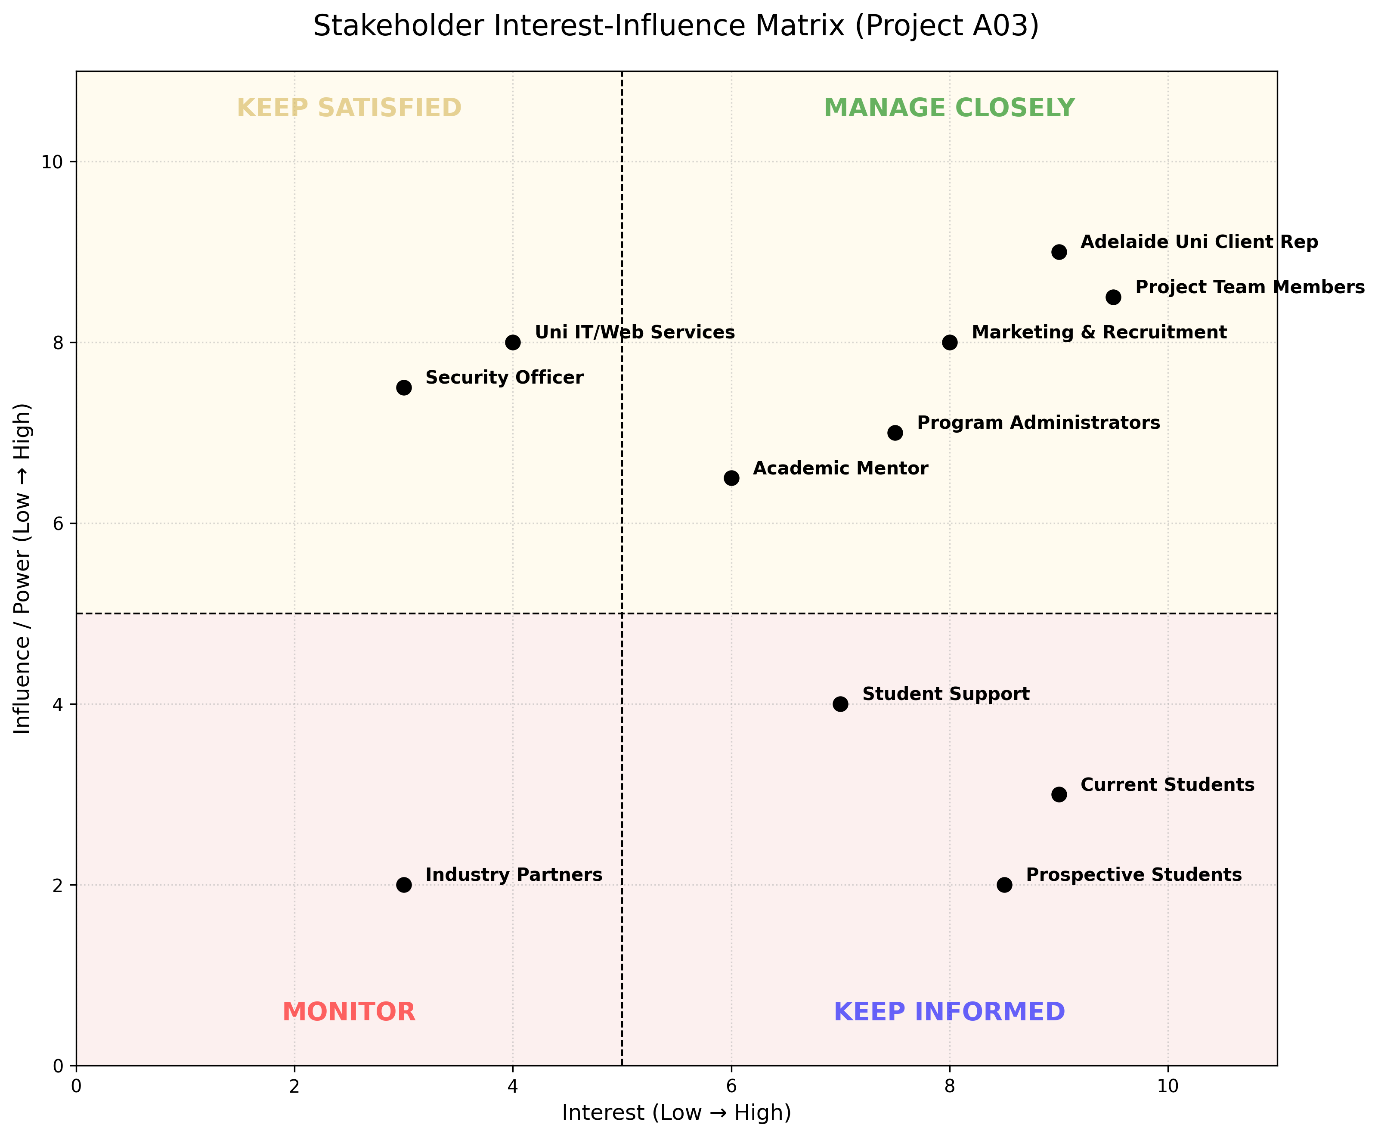 Stakeholder Interest-Influence Matrix (Project A03)
KEEP SATISFIED
MANAGE CLOSELY
10
Adelaide Uni Client Rep
Project Team Members
8
Uni IT/Web Services
Marketing & Recruitment
Security Officer
Program Administrators
Academic Mentor
6
Influence / Power (Low → High)
4
Student Support
Current Students
2
Industry Partners
Prospective Students
MONITOR
KEEP INFORMED
0
0 2 4 6 8 10
Interest (Low → High)